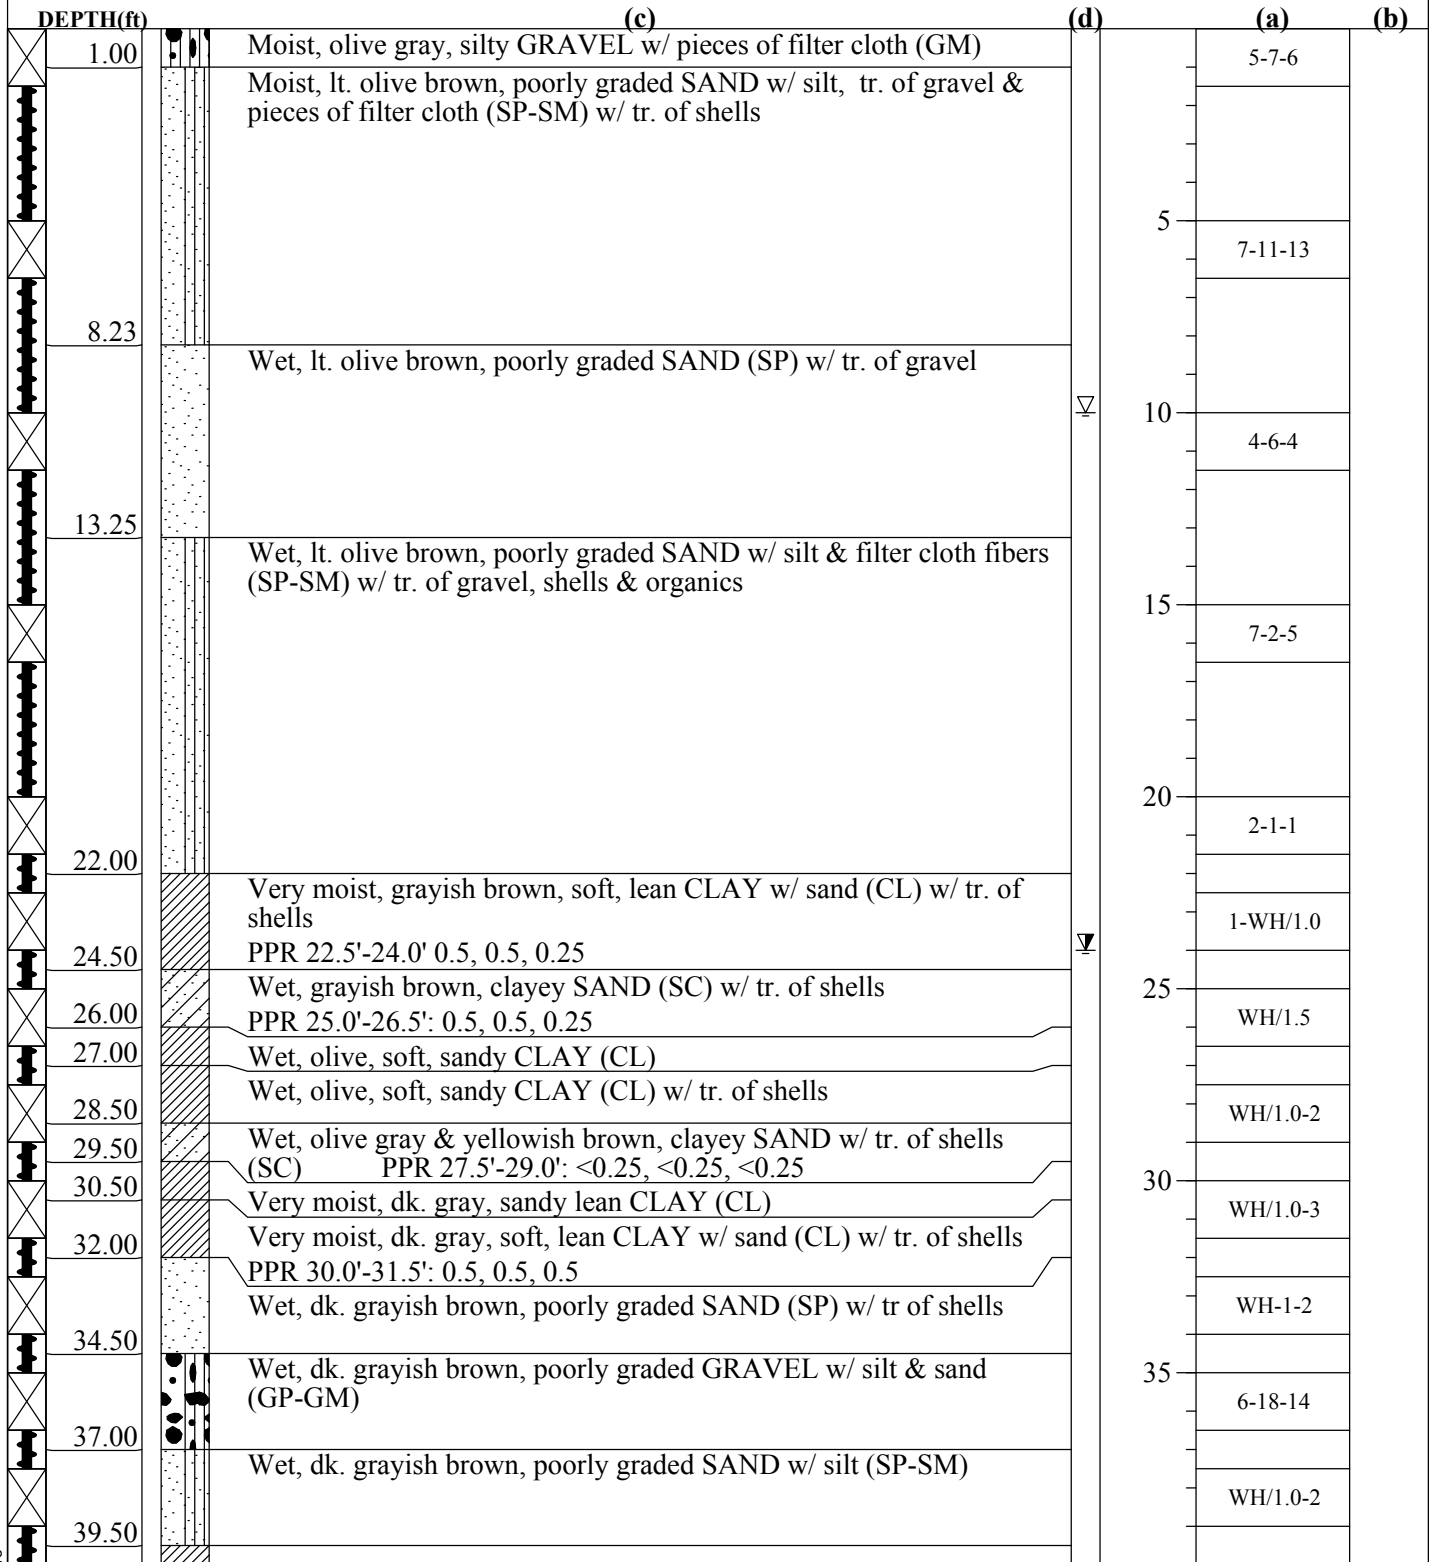 DEPTH(ft) (c) (d) (a) (b)
1.00 Moist, olive gray, silty GRAVEL w/ pieces of filter cloth (GM) 5-7-6
Moist, lt. olive brown, poorly graded SAND w/ silt, tr. of gravel &
pieces of filter cloth (SP-SM) w/ tr. of shells
5
7-11-13
8.23
Wet, lt. olive brown, poorly graded SAND (SP) w/ tr. of gravel
10
4-6-4
13.25
Wet, lt. olive brown, poorly graded SAND w/ silt & filter cloth fibers
(SP-SM) w/ tr. of gravel, shells & organics
15
7-2-5
20
2-1-1
22.00
Very moist, grayish brown, soft, lean CLAY w/ sand (CL) w/ tr. of
shells
1-WH/1.0
24.50 PPR 22.5'-24.0' 0.5, 0.5, 0.25
Wet, grayish brown, clayey SAND (SC) w/ tr. of shells
25
26.00 PPR 25.0'-26.5': 0.5, 0.5, 0.25 WH/1.5
27.00 Wet, olive, soft, sandy CLAY (CL)
Wet, olive, soft, sandy CLAY (CL) w/ tr. of shells
28.50 WH/1.0-2
Wet, olive gray & yellowish brown, clayey SAND w/ tr. of shells
29.50 (SC) PPR 27.5'-29.0': <0.25, <0.25, <0.25
30
30.50 Very moist, dk. gray, sandy lean CLAY (CL) WH/1.0-3
Very moist, dk. gray, soft, lean CLAY w/ sand (CL) w/ tr. of shells
32.00 PPR 30.0'-31.5': 0.5, 0.5, 0.5
Wet, dk. grayish brown, poorly graded SAND (SP) w/ tr of shells WH-1-2
34.50
Wet, dk. grayish brown, poorly graded GRAVEL w/ silt & sand
(GP-GM)
35
6-18-14
37.00
Wet, dk. grayish brown, poorly graded SAND w/ silt (SP-SM)
WH/1.0-2
39.50